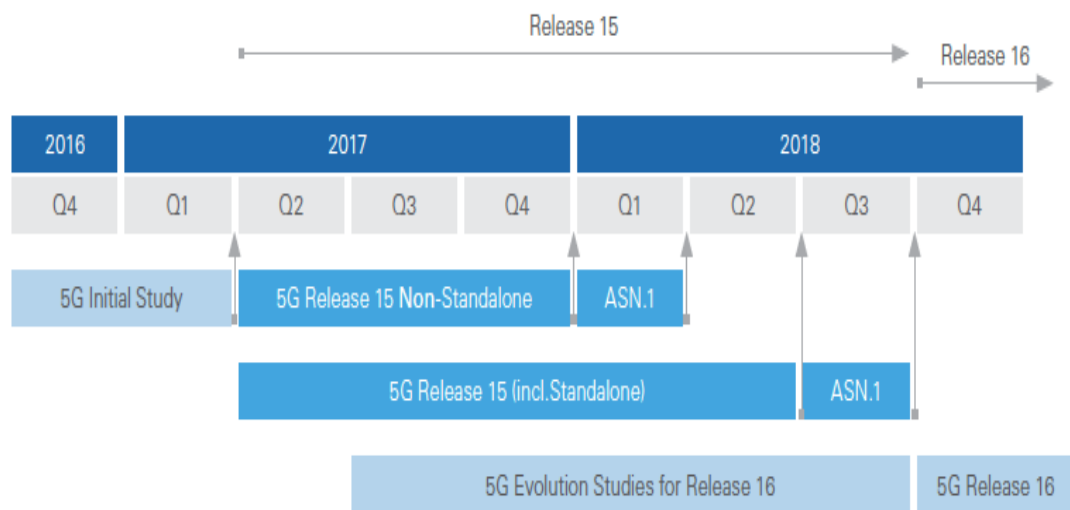 Release 15
Release 16
2016 2017 2018
Q4 Q1 Q2 Q3 Q4 Q1 Q2 Q3 Q4
5G Initial Study 5G Release 15 Non-Standalone ASN.1
5G Release 15 (incl.Standalone) ASN.1
5G Evolution Studies for Release 16 5G Release 16